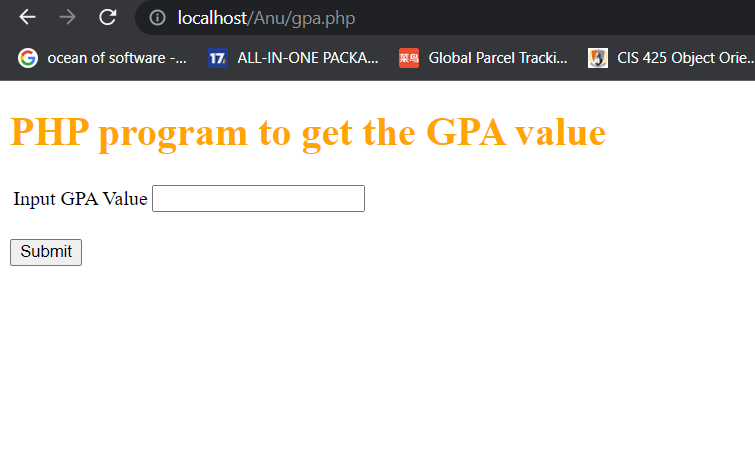 localhost/Anu/gpa.php
ocean of software -... 17. ALL-IN-ONE PACKA... 菜鸟 Global Parcel Tracki... CIS 425 Object Orie...
PHP program to get the GPA value
Input GPA Value
Submit